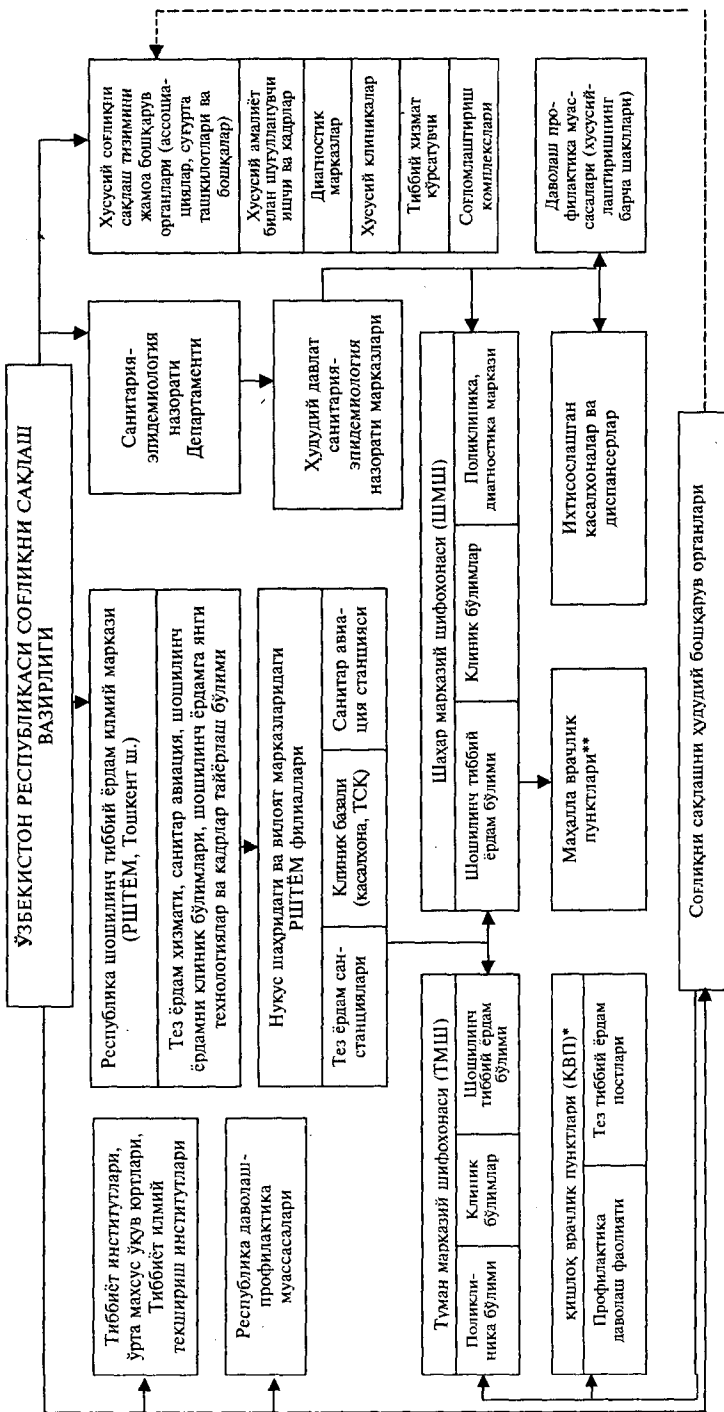 ЎЗБЕКИСТОН РЕСПУБЛИКАСИ СОҒЛИҚНИ САҚЛАШ
ВАЗИРЛИГИ
Тиббиёт институтлари,
ўрта махсус ўқув юртлари,
Тиббиёт илмий
текшириш институтлари
Республика даволаш-
профилактика
муассасалари
Республика шошилинч тиббий ёрдам илмий маркази
(РШТЁМ, Тошкент ш.)
Тез ёрдам хизмати, санитар авиация, шошилинч
ёрдамни клиник бўлимлари, шошилинч ёрдамга янги
технологиялар ва кадрлар тайёрлаш бўлими
Нукус шаҳридаги ва вилоят марказларидаги
РШТЁМ филиаллари
Тез ёрдам сан-
станциялари
Клиник базали
(касалхона, ТСҚ)
Санитар авиа-
ция станцияси
Санитария-
эпидемиология
назорати
Департаменти
Ҳудудий давлат
санитария-
эпидемиология
назорати марказлари
Хусусий соғлиқни
сақлаш тизимини
жамоа бошқарув
органлари (ассоциа-
циялар, суғурта
ташкилотлари ва
бошқалар)
Хусусий амалиёт
билан шуғулланувчи
ишчи ва кадрлар
Диагностик
марказлар
Хусусий клиникалар
Тиббий хизмат
кўрсатувчи
Соғломлаштириш
комплекслари
Туман марказий шифохонаси (ТМШ)
Поликли-
ника бўлими
Клиник
бўлимлар
Шошилинч
тиббий ёрдам
бўлими
Шаҳар марказий шифохонаси (ШМШ)
Шошилинч тиббий
ёрдам бўлими
Клиник бўлимлар
Поликлиника,
диагностика маркази
қишлоқ врачлик пунктлари (ҚВП)*
Профилактика
даволаш фаолияти
Тез тиббий ёрдам
постлари
Маҳалла врачлик
пунктлари**
Ихтисослашган
касалхоналар ва
диспансерлар
Даволаш про-
филактика муас-
сасалари (хусусий-
лаштиришнинг
барча шакллари)
Соғлиқни сақлашни ҳудудий бошқарув органлари